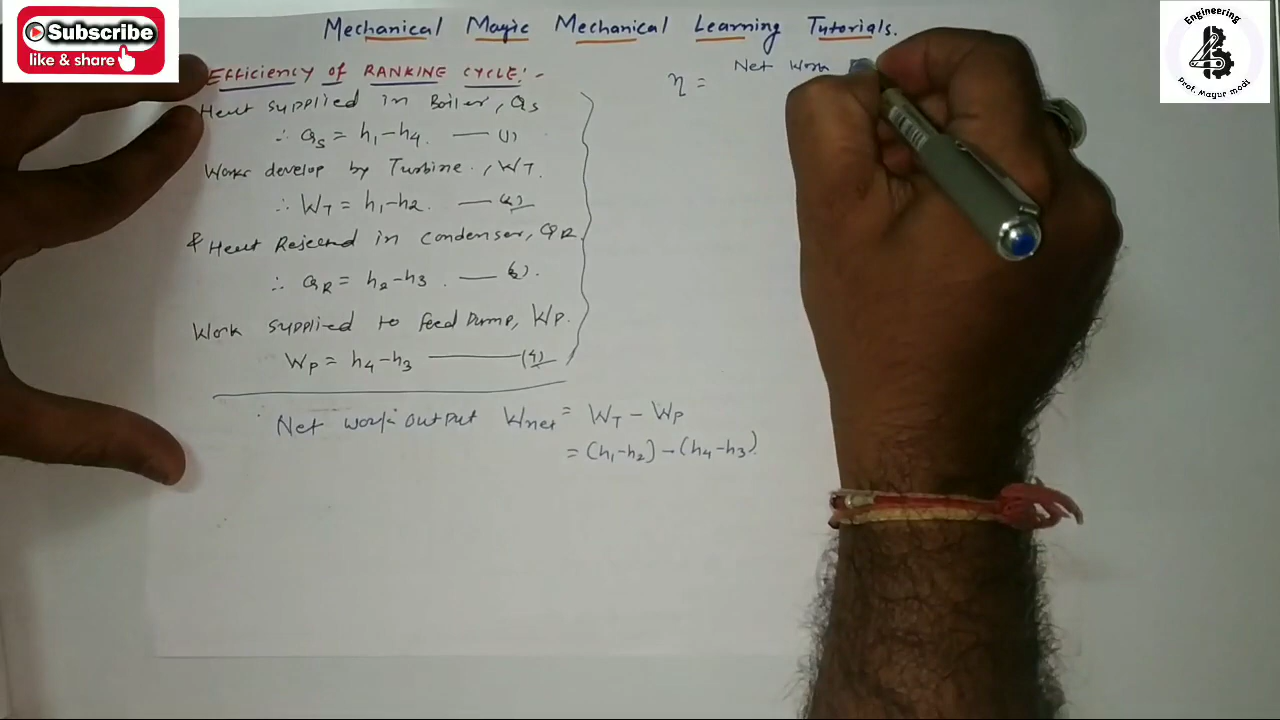 Subscribe
like & share
Mechanical Magic Mechanical Learning Tutorials.
Engineering
Prof. Mayur modi
Efficiency of RANKINE CYCLE:-
Heat supplied in Boiler, Qs
∴ Qs = h1-h4. — (1)
Works develop by Turbine., WT.
∴ WT = h1-h2. — (2)
& Heat Rejected in Condenser, QR
∴ QR = h2-h3. — (3).
Work supplied to feed Pump, WP.
WP = h4-h3 — (4)
∴ Net work output Wnet = WT - WP
= (h1-h2) - (h4-h3).
η = Net Work